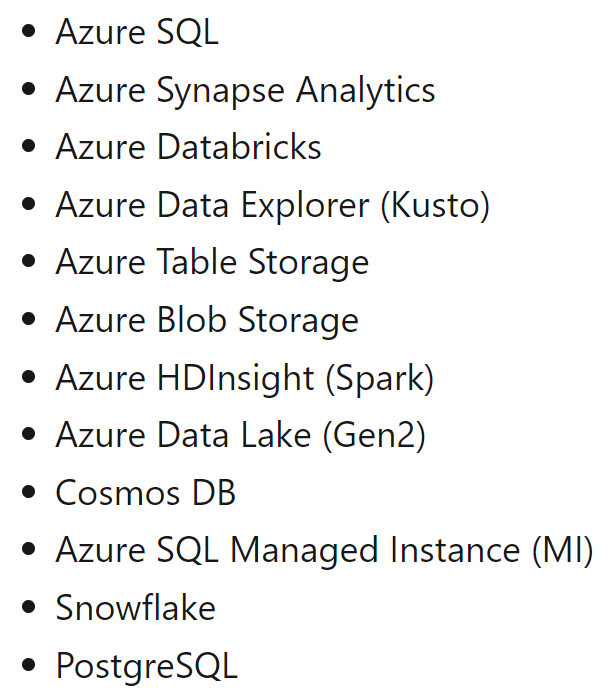 • Azure SQL
• Azure Synapse Analytics
• Azure Databricks
• Azure Data Explorer (Kusto)
• Azure Table Storage
• Azure Blob Storage
• Azure HDInsight (Spark)
• Azure Data Lake (Gen2)
• Cosmos DB
• Azure SQL Managed Instance (MI)
• Snowflake
• PostgreSQL